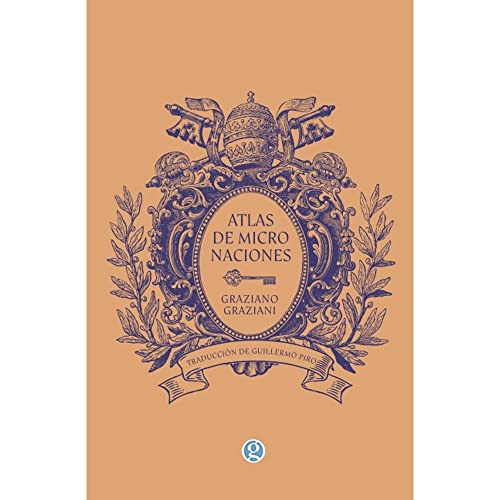 ATLAS
DE MICRO
NACIONES
GRAZIANO
GRAZIANI
TRADUCCIÓN DE GUILLERMO PIRO
g